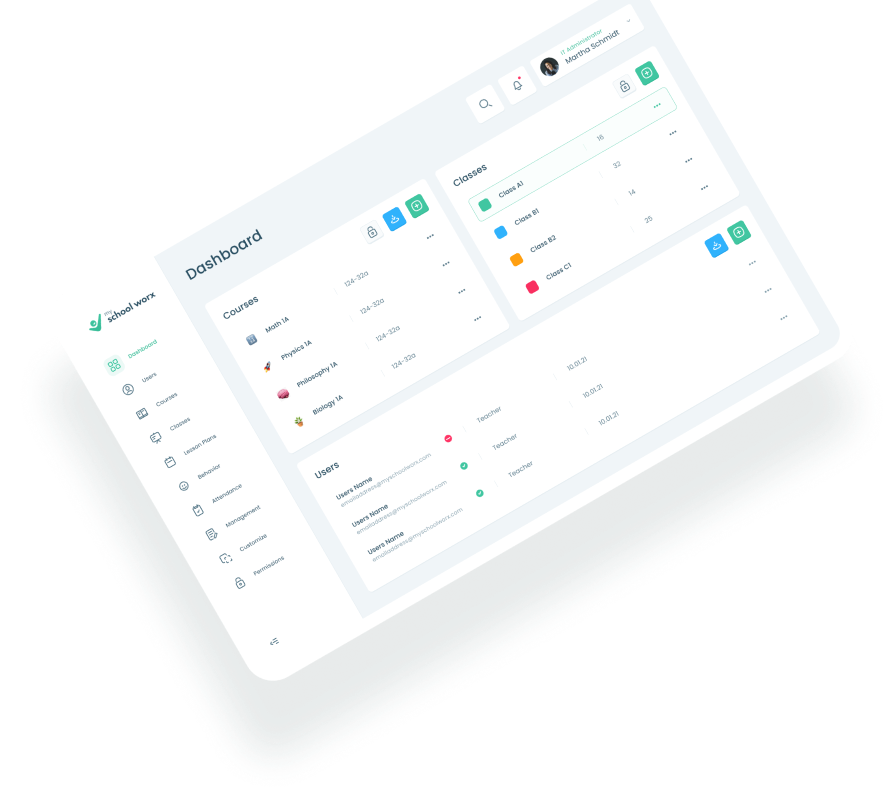 my
school worx
Dashboard
Users
Courses
Classes
Lesson Plans
Behavior
Attendance
Management
Customize
Permissions
IT Administrator
Martha Schmidt
Dashboard
Courses
Math 1A 124-32a
Physics 1A 124-32a
Philosophy 1A 124-32a
Biology 1A 124-32a
Classes
Class A1 16
Class B1 32
Class B2 14
Class C1 25
Users
Users Name Teacher 10.01.21
emailaddress@myschoolworx.com
Users Name Teacher 10.01.21
emailaddress@myschoolworx.com
Users Name Teacher 10.01.21
emailaddress@myschoolworx.com